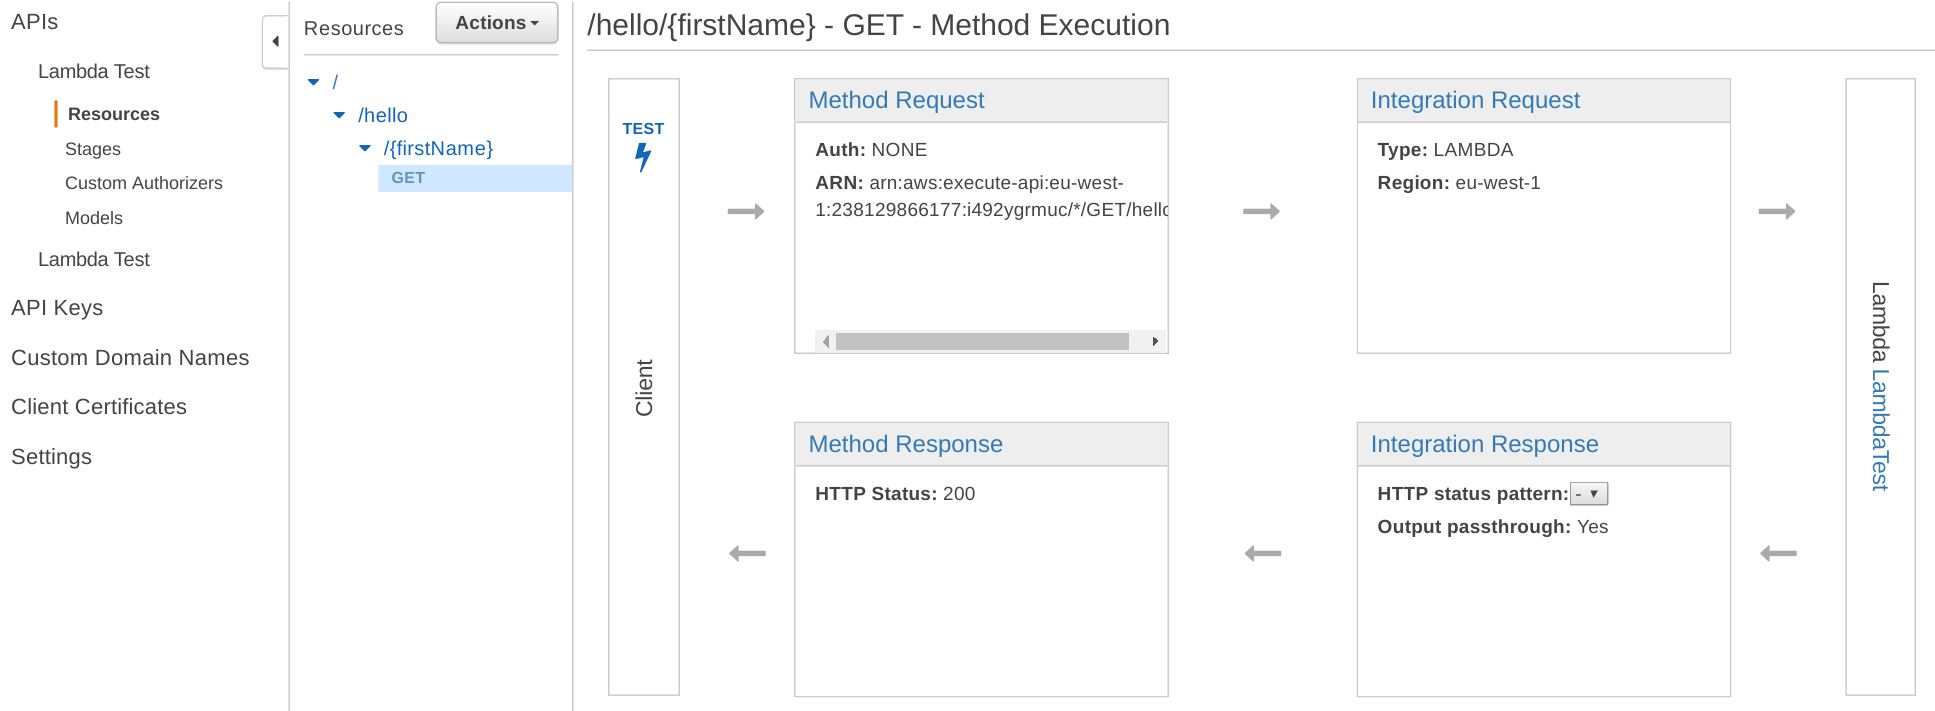 APIs
Lambda Test
Resources
Stages
Custom Authorizers
Models
Lambda Test
API Keys
Custom Domain Names
Client Certificates
Settings
Resources
Actions
/
/hello
/{firstName}
GET
/hello/{firstName} - GET - Method Execution
TEST
Client
Method Request
Auth: NONE
ARN: arn:aws:execute-api:eu-west-
1:238129866177:i492ygrmuc/*/GET/hello
Integration Request
Type: LAMBDA
Region: eu-west-1
Lambda LambdaTest
Method Response
HTTP Status: 200
Integration Response
HTTP status pattern: -
Output passthrough: Yes